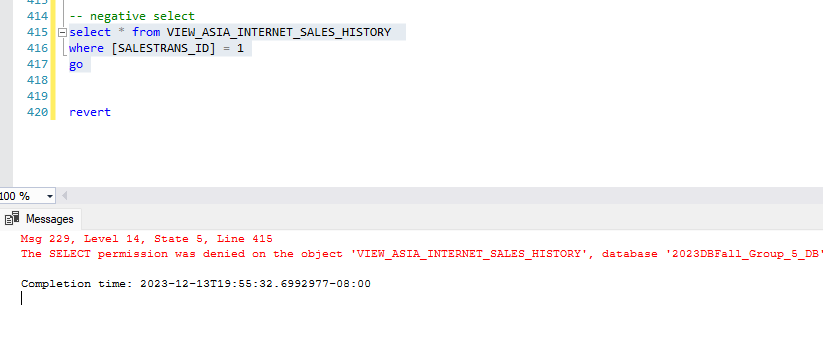 413
414 -- negative select
415 select * from VIEW_ASIA_INTERNET_SALES_HISTORY
416 where [SALESTRANS_ID] = 1
417 go
418
419
420 revert
100 %
Messages
Msg 229, Level 14, State 5, Line 415
The SELECT permission was denied on the object 'VIEW_ASIA_INTERNET_SALES_HISTORY', database '2023DBFall_Group_5_DB'
Completion time: 2023-12-13T19:55:32.6992977-08:00